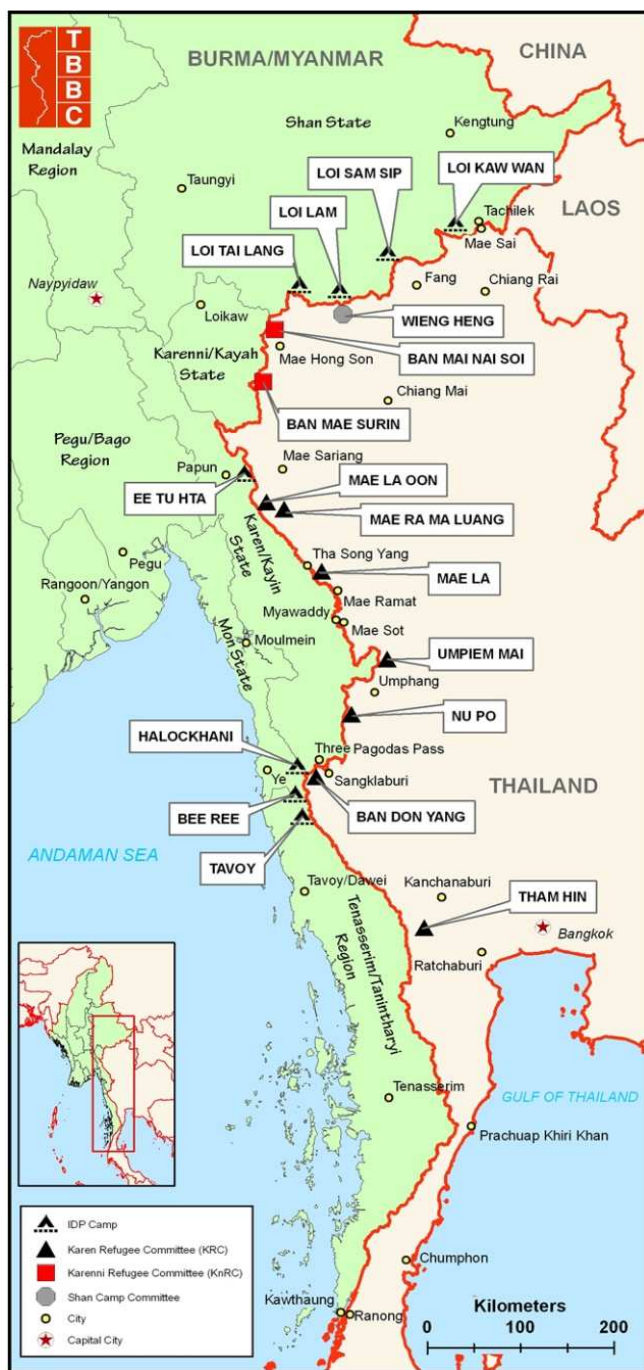 T
B
B
C
BURMA/MYANMAR
CHINA
Shan State
Kengtung
Mandalay
Region
LOI SAM SIP
LOI KAW WAN
Taungyi
LAOS
LOI LAM
Tachilek
Mae Sai
LOI TAI LANG
Naypyidaw
Fang
Chiang Rai
Loikaw
WIENG HENG
Karenni/Kayah
State
Mae Hong Son
BAN MAI NAI SOI
Chiang Mai
BAN MAE SURIN
Pegu/Bago
Region
Mae Sariang
Papun
MAE LA OON
EE TU HTA
MAE RA MA LUANG
Karen/Kayin
State
Pegu
Tha Song Yang
MAE LA
Rangoon/Yangon
Mae Ramat
Myawaddy
Mae Sot
Mon State
Moulmein
UMPIEM MAI
Umphang
NU PO
HALOCKHANI
Three Pagodas Pass
Ye
Sangklaburi
THAILAND
BEE REE
BAN DON YANG
ANDAMAN SEA
TAVOY
Tavoy/Dawei
Kanchanaburi
THAM HIN
Tenasserim/Tanintharyi
Region
Bangkok
Ratchaburi
Tenasserim
GULF OF THAILAND
Prachuap Khiri Khan
IDP Camp
Karen Refugee Committee (KRC)
Karenni Refugee Committee (KnRC)
Shan Camp Committee
City
Capital City
Chumphon
Kawthaung
Ranong
Kilometers
0 100 200